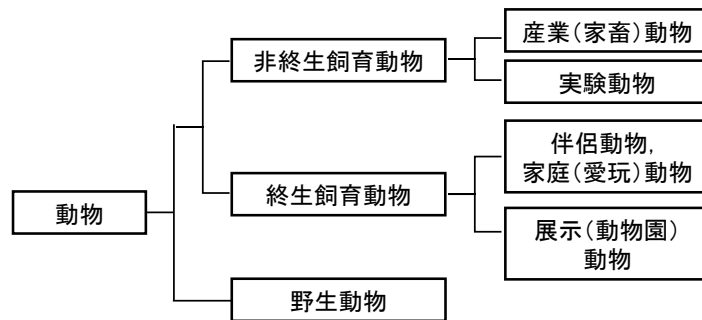 産業(家畜)動物
非終生飼育動物
実験動物
伴侶動物,
家庭(愛玩)動物
終生飼育動物
動物
展示(動物園)
動物
野生動物